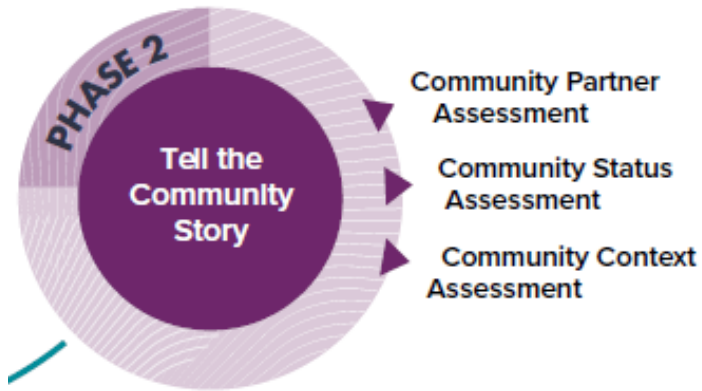 PHASE 2
Tell the
Community
Story
Community Partner
Assessment
Community Status
Assessment
Community Context
Assessment